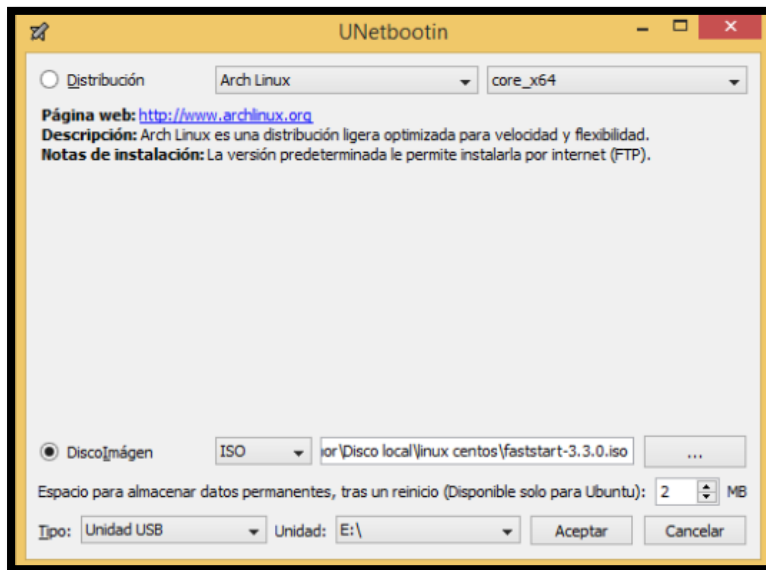 UNetbootin
Distribución Arch Linux core_x64
Página web: http://www.archlinux.org
Descripción: Arch Linux es una distribución ligera optimizada para velocidad y flexibilidad.
Notas de instalación: La versión predeterminada le permite instalarla por internet (FTP).
DiscoImágen ISO or\Disco local\linux centos\faststart-3.3.0.iso ...
Espacio para almacenar datos permanentes, tras un reinicio (Disponible solo para Ubuntu): 2 MB
Tipo: Unidad USB Unidad: E:\ Aceptar Cancelar